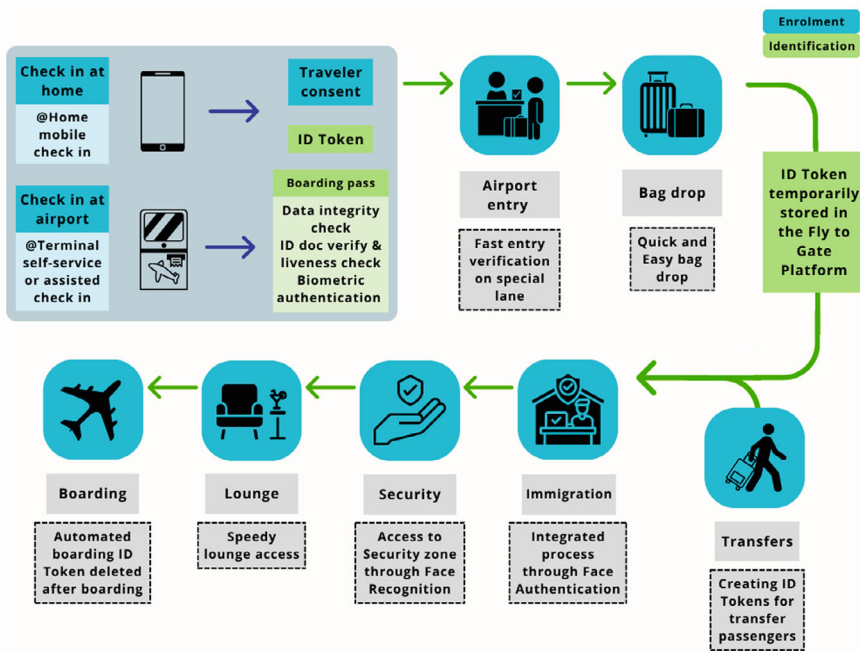 Enrolment
Identification
Check in at
home
@Home
mobile
check in
Traveler
consent
ID Token
Check in at
airport
@Terminal
self-service
or assisted
check in
Boarding pass
Data integrity
check
ID doc verify &
liveness check
Biometric
authentication
Airport
entry
Fast entry
verification
on special
lane
Bag drop
Quick and
Easy bag
drop
ID Token
temporarily
stored in
the Fly to
Gate
Platform
Boarding
Automated
boarding ID
Token deleted
after boarding
Lounge
Speedy
lounge access
Security
Access to
Security zone
through Face
Recognition
Immigration
Integrated
process
through Face
Authentication
Transfers
Creating ID
Tokens for
transfer
passengers